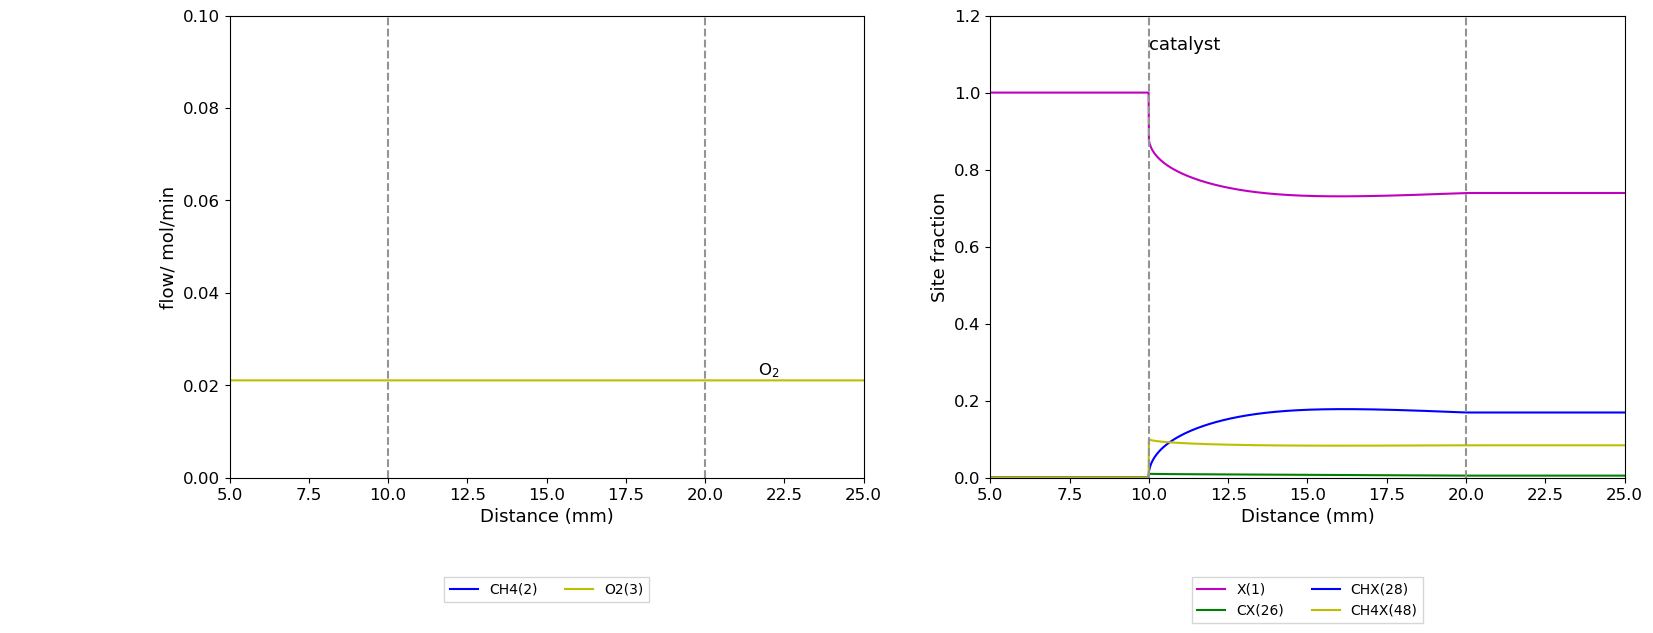 0.10
0.08
0.06
0.04
0.02
0.00
flow/ mol/min
O₂
5.0 7.5 10.0 12.5 15.0 17.5 20.0 22.5 25.0
Distance (mm)
CH4(2) O2(3)
1.2
1.0
0.8
0.6
0.4
0.2
0.0
Site fraction
catalyst
5.0 7.5 10.0 12.5 15.0 17.5 20.0 22.5 25.0
Distance (mm)
X(1) CHX(28)
CX(26) CH4X(48)